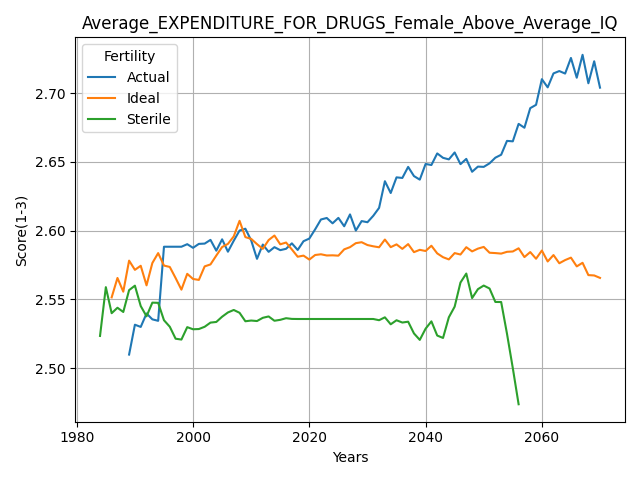 Average_EXPENDITURE_FOR_DRUGS_Female_Above_Average_IQ
Fertility
Actual
Ideal
Sterile
Score(1-3)
2.70
2.65
2.60
2.55
2.50
1980 2000 2020 2040 2060
Years